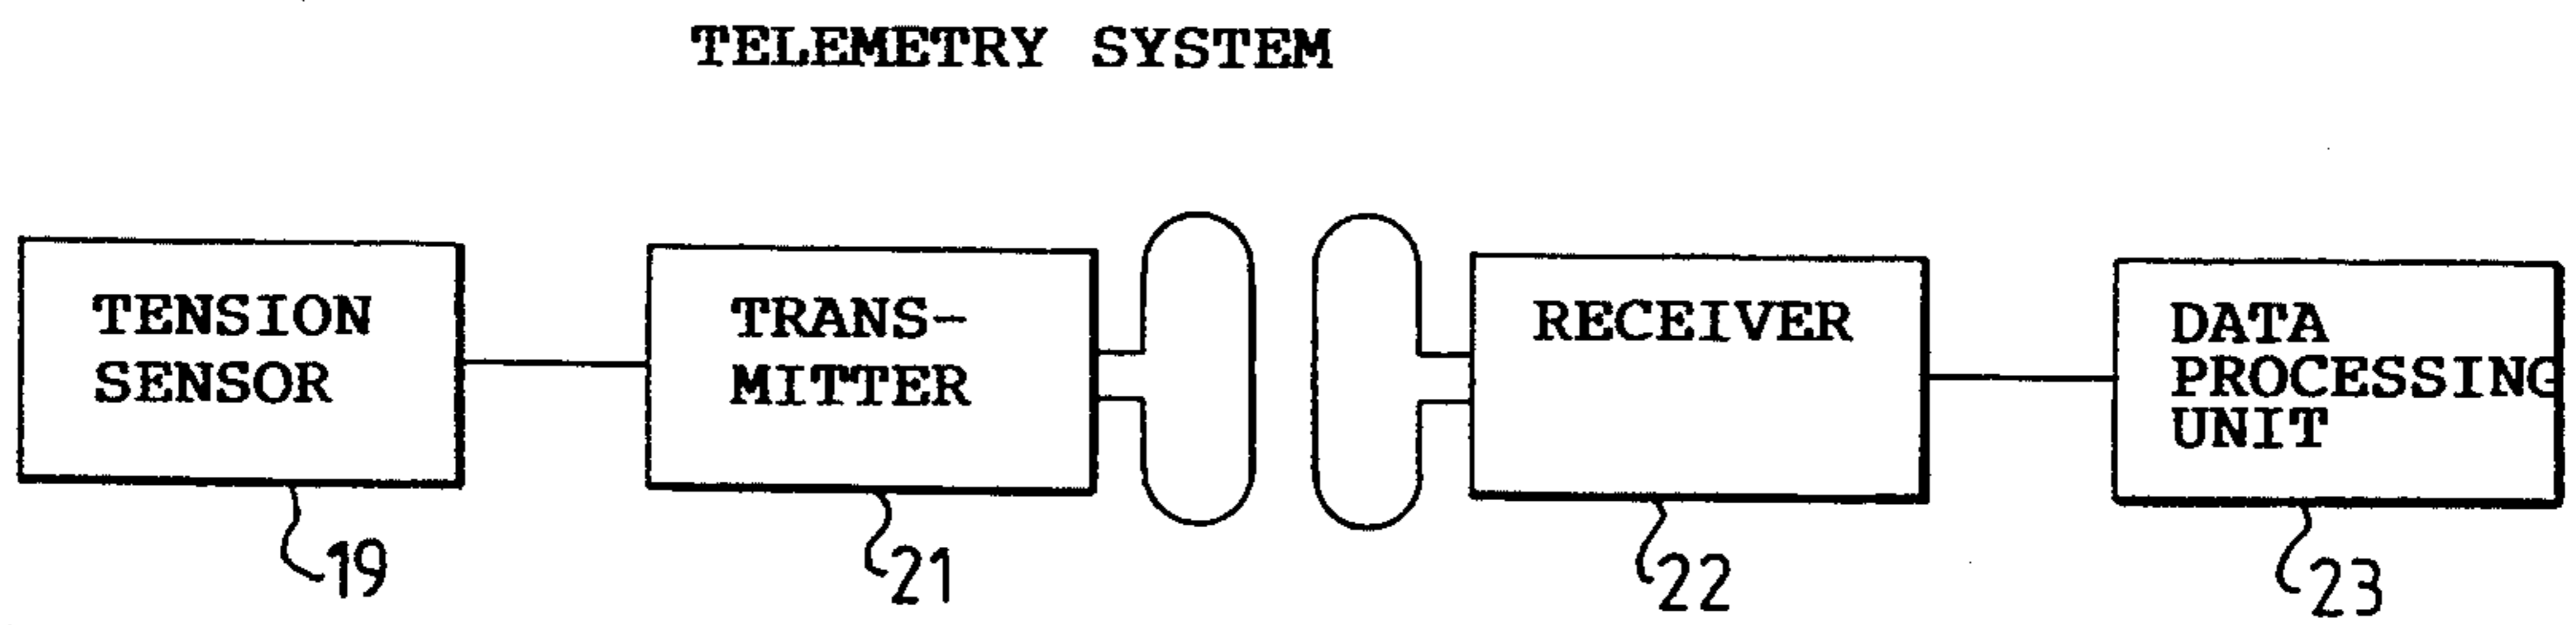 TELEMETRY SYSTEM
TENSION
SENSOR
TRANS-
MITTER
RECEIVER
DATA
PROCESSING
UNIT
19
21
22
23